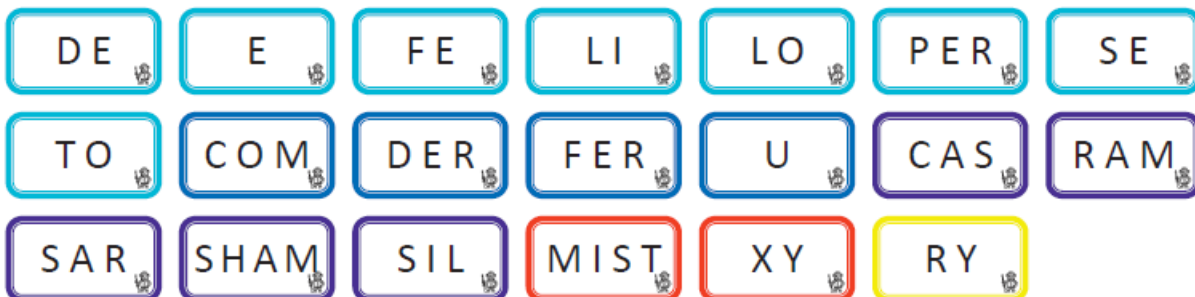 DE E FE LI LO PER SE
TO COM DER FER U CAS RAM
SAR SHAM SIL MIST XY RY